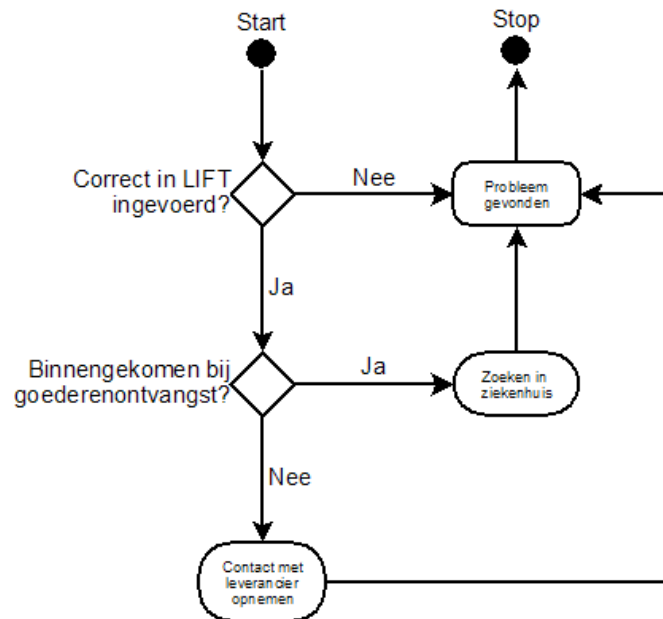 Start
Stop
Correct in LIFT
ingevoerd?
Nee
Probleem
gevonden
Ja
Binnengekomen bij
goederenontvangst?
Ja
Zoeken in
ziekenhuis
Nee
Contact met
leverancier
opnemen